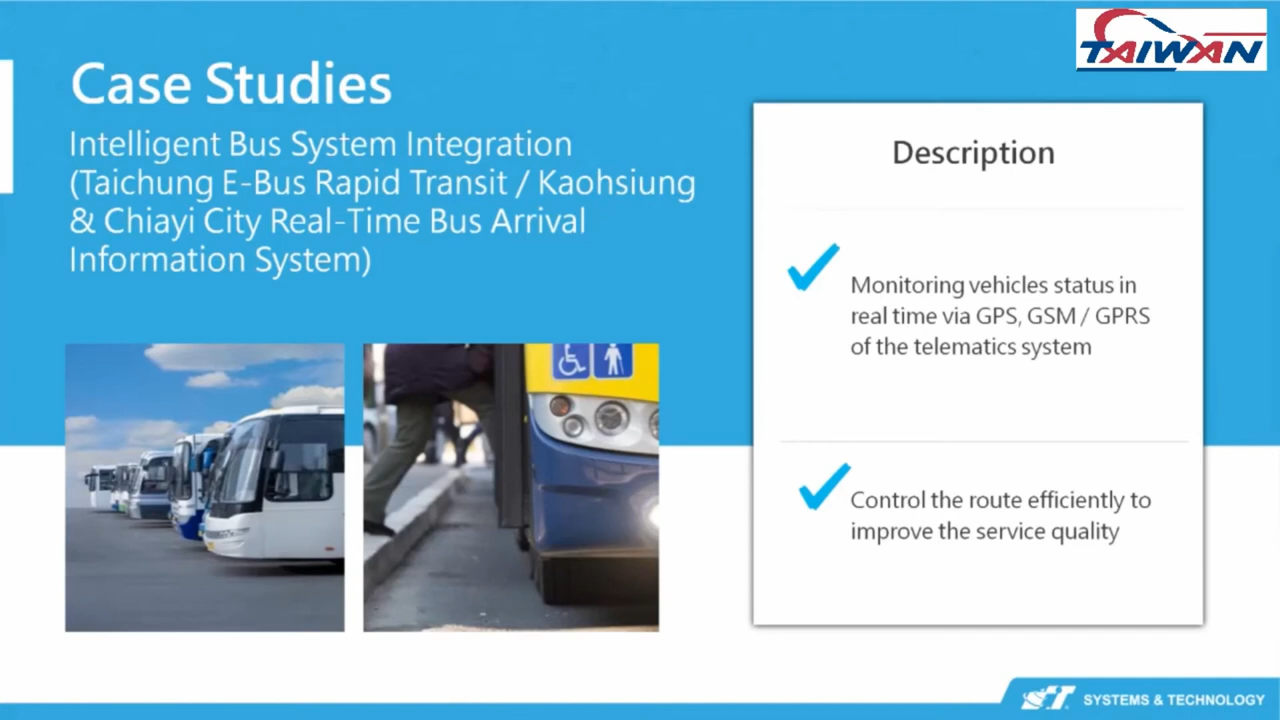 TAIWAN
Case Studies
Intelligent Bus System Integration
(Taichung E-Bus Rapid Transit / Kaohsiung
& Chiayi City Real-Time Bus Arrival
Information System)
Description
Monitoring vehicles status in
real time via GPS, GSM / GPRS
of the telematics system
Control the route efficiently to
improve the service quality
SYSTEMS & TECHNOLOGY